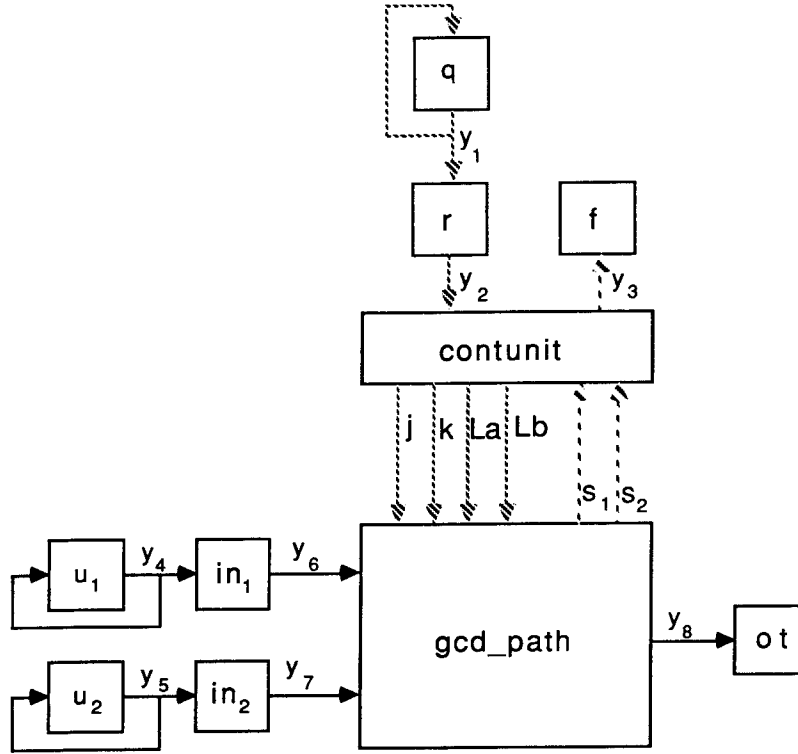 q
y₁
r
f
y₂
y₃
contunit
j
k
La
Lb
s₁
s₂
y₄
u₁
in₁
y₆
gcd_path
y₈
ot
y₅
u₂
in₂
y₇